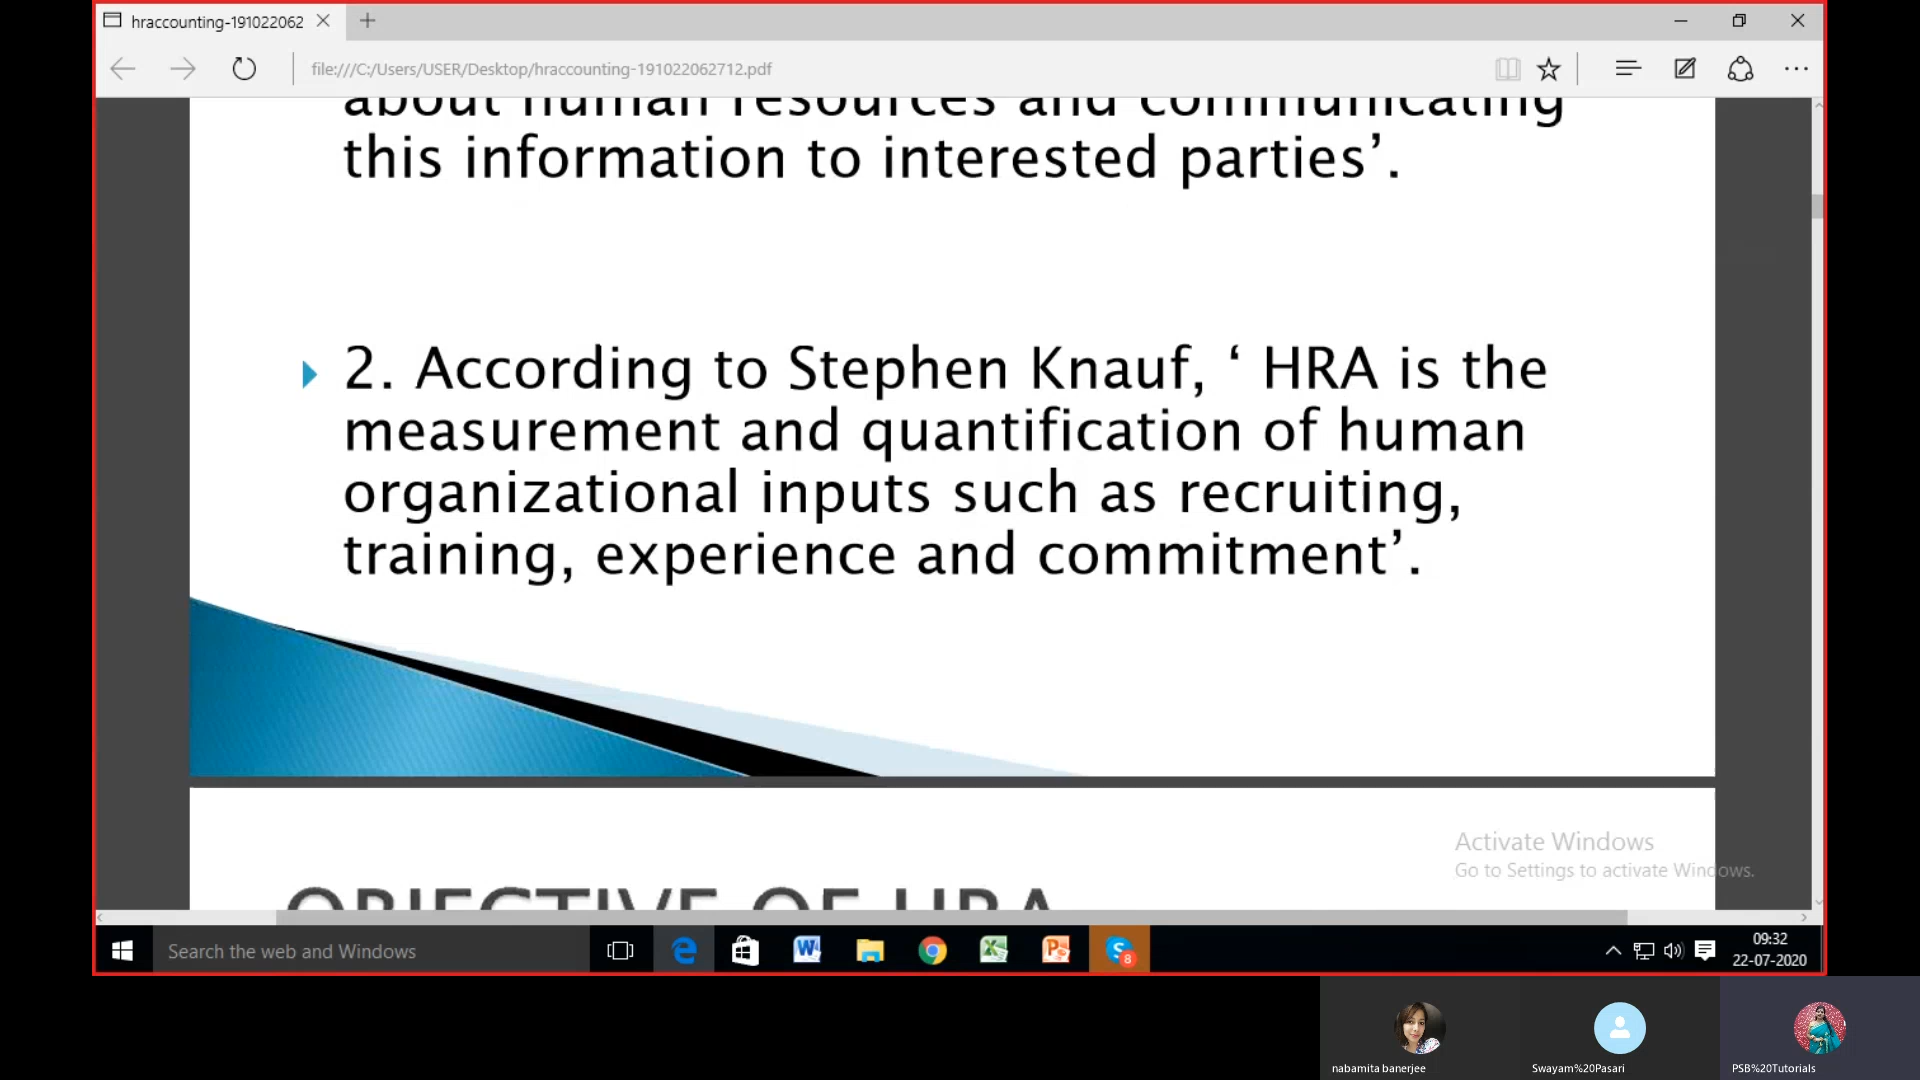 hraccounting-191022062
file:///C:/Users/USER/Desktop/hraccounting-191022062712.pdf
about human resources and communicating
this information to interested parties’.
2. According to Stephen Knauf, ‘ HRA is the
measurement and quantification of human
organizational inputs such as recruiting,
training, experience and commitment’.
OBJECTIVE OF HRA
Activate Windows
Go to Settings to activate Windows.
Search the web and Windows
8
09:32
22-07-2020
nabamita banerjee
Swayam%20Pasari
PSB%20Tutorials